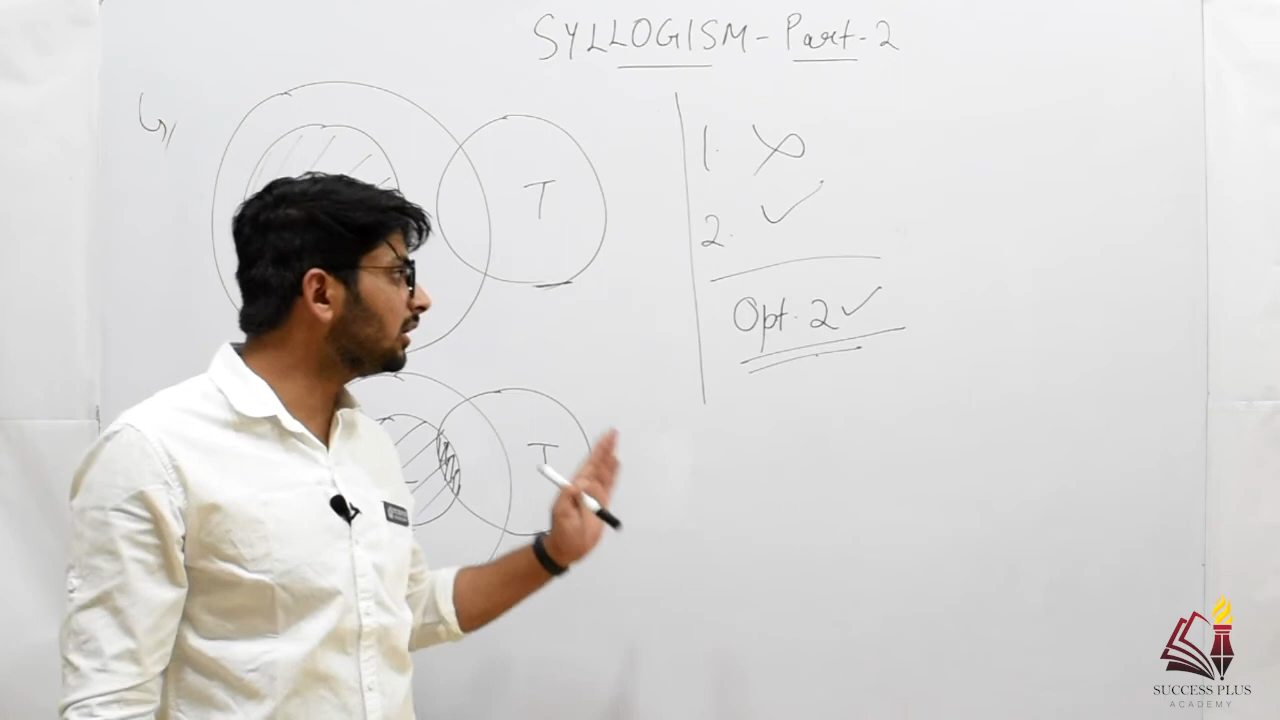 SYLLOGISM - Part-2
T
1. X
2. ✓
Opt. 2 ✓
T
SUCCESS PLUS
ACADEMY